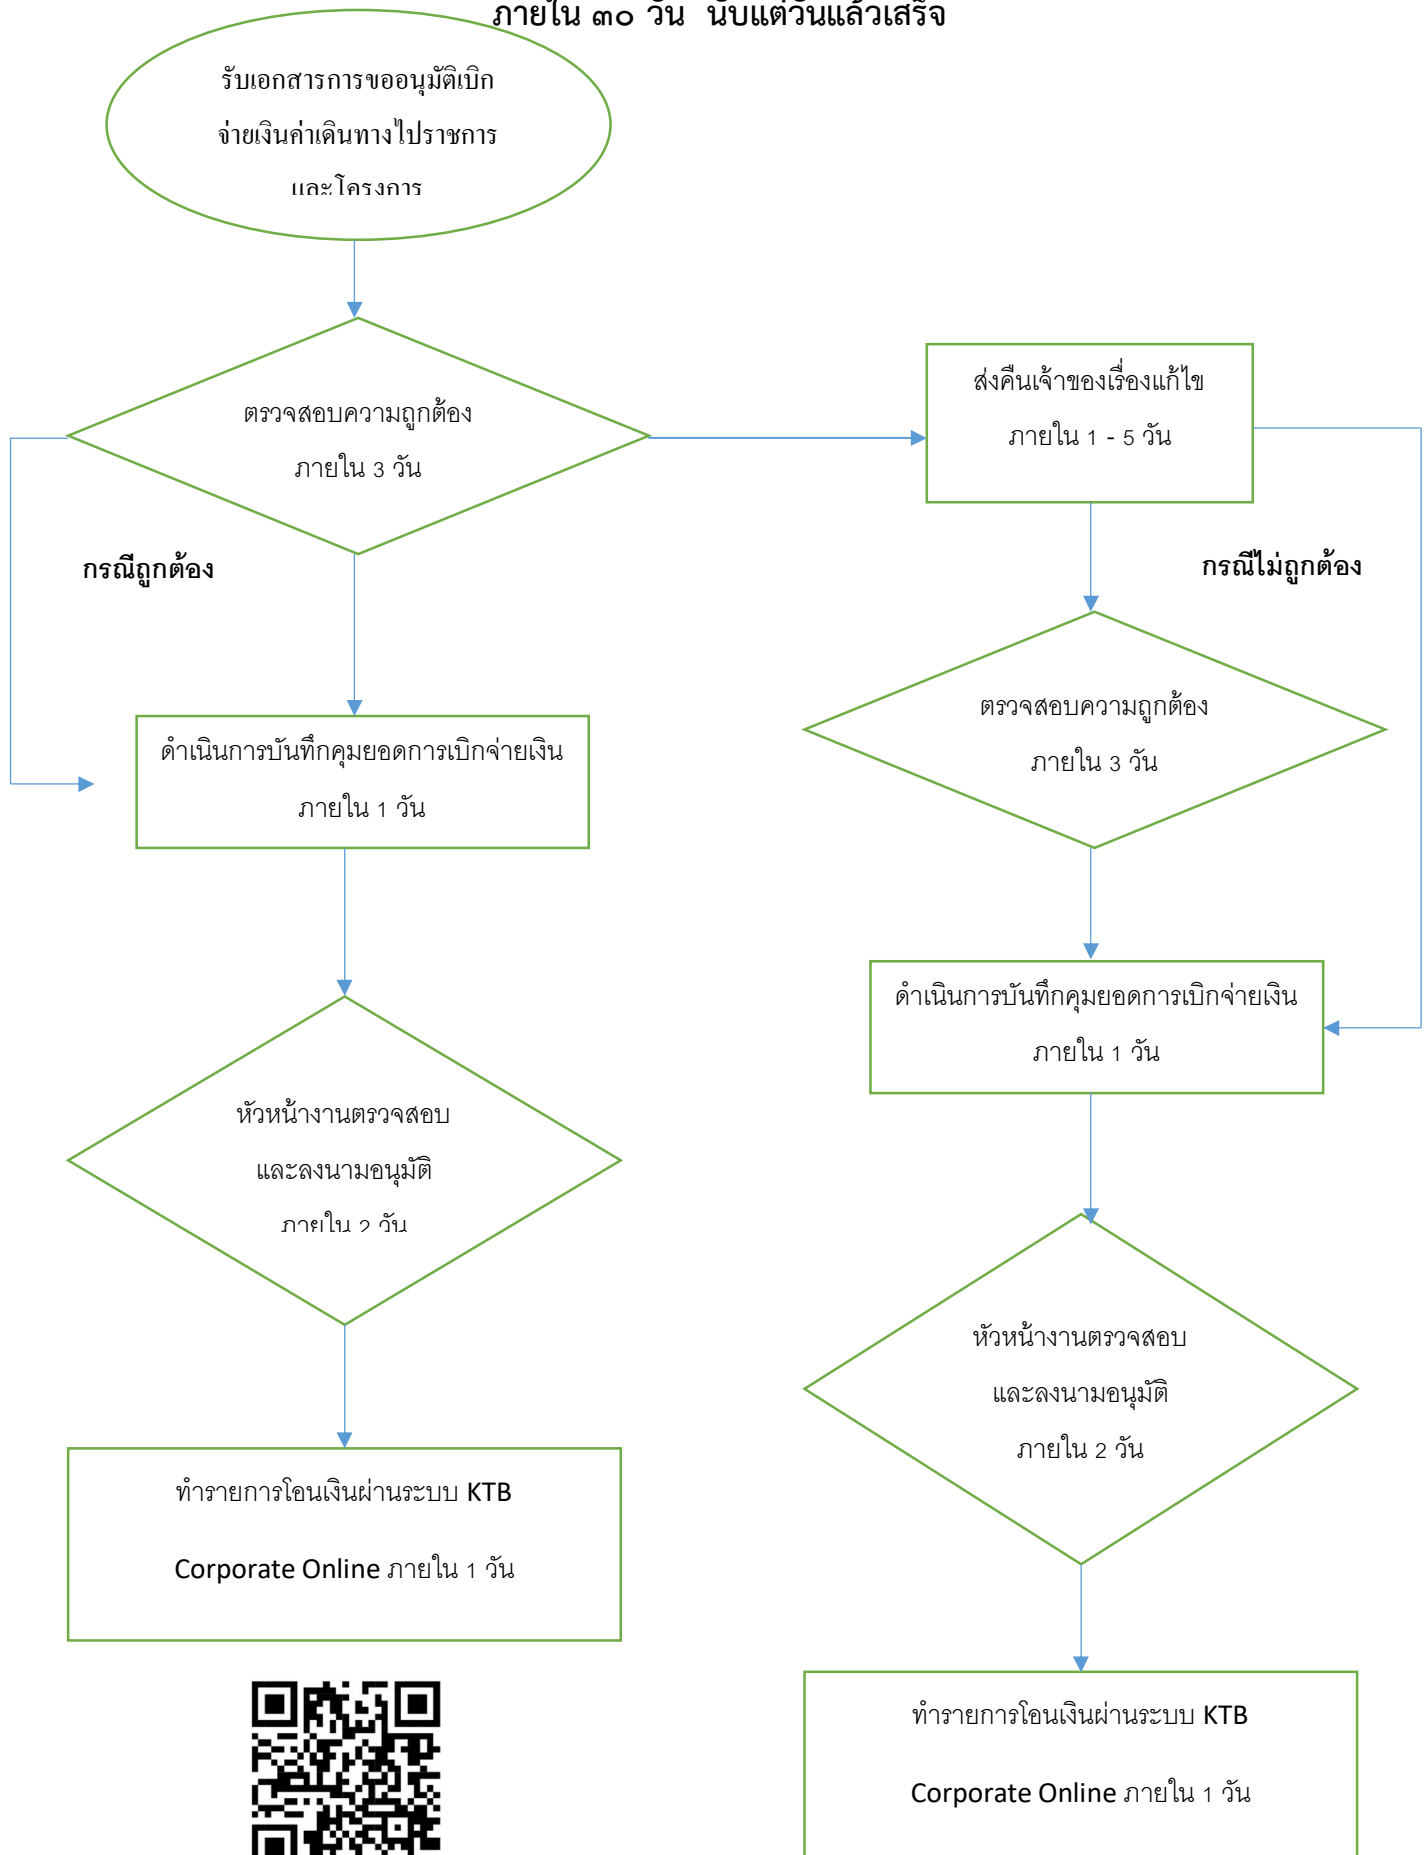 ภายใน ๓๐ วัน นับแต่วันแล้วเสร็จ
รับเอกสารการขออนุมัติเบิก
จ่ายเงินค่าเดินทางไปราชการ
และโครงการ
ตรวจสอบความถูกต้อง
ภายใน 3 วัน
ส่งคืนเจ้าของเรื่องแก้ไข
ภายใน 1 - 5 วัน
กรณีถูกต้อง
กรณีไม่ถูกต้อง
ดำเนินการบันทึกคุมยอดการเบิกจ่ายเงิน
ภายใน 1 วัน
ตรวจสอบความถูกต้อง
ภายใน 3 วัน
ดำเนินการบันทึกคุมยอดการเบิกจ่ายเงิน
ภายใน 1 วัน
หัวหน้างานตรวจสอบ
และลงนามอนุมัติ
ภายใน 2 วัน
หัวหน้างานตรวจสอบ
และลงนามอนุมัติ
ภายใน 2 วัน
ทำรายการโอนเงินผ่านระบบ KTB
Corporate Online ภายใน 1 วัน
ทำรายการโอนเงินผ่านระบบ KTB
Corporate Online ภายใน 1 วัน